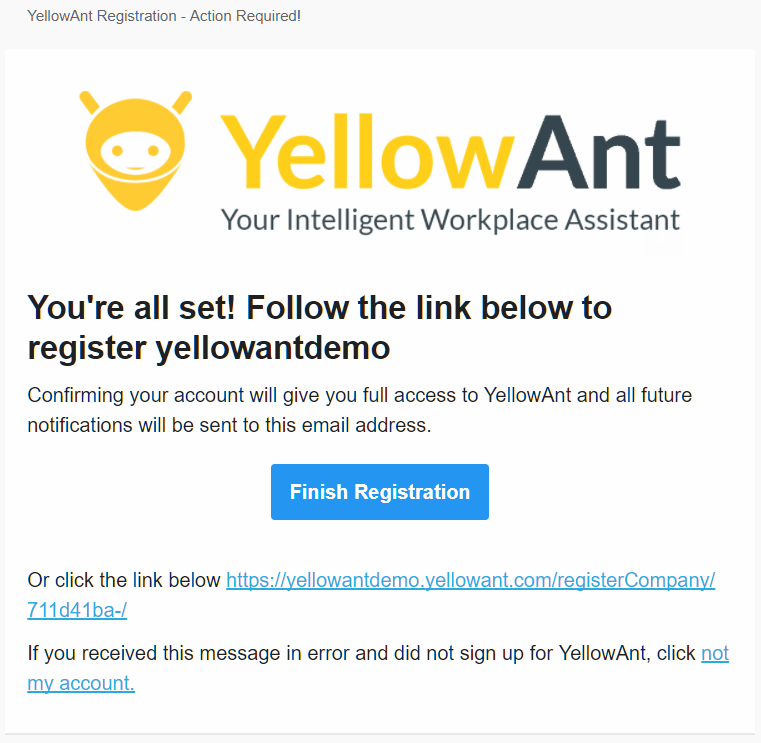 YellowAnt Registration - Action Required!
YellowAnt
Your Intelligent Workplace Assistant
You're all set! Follow the link below to
register yellowantdemo
Confirming your account will give you full access to YellowAnt and all future
notifications will be sent to this email address.
Finish Registration
Or click the link below https://yellowantdemo.yellowant.com/registerCompany/
711d41ba-/
If you received this message in error and did not sign up for YellowAnt, click not
my account.